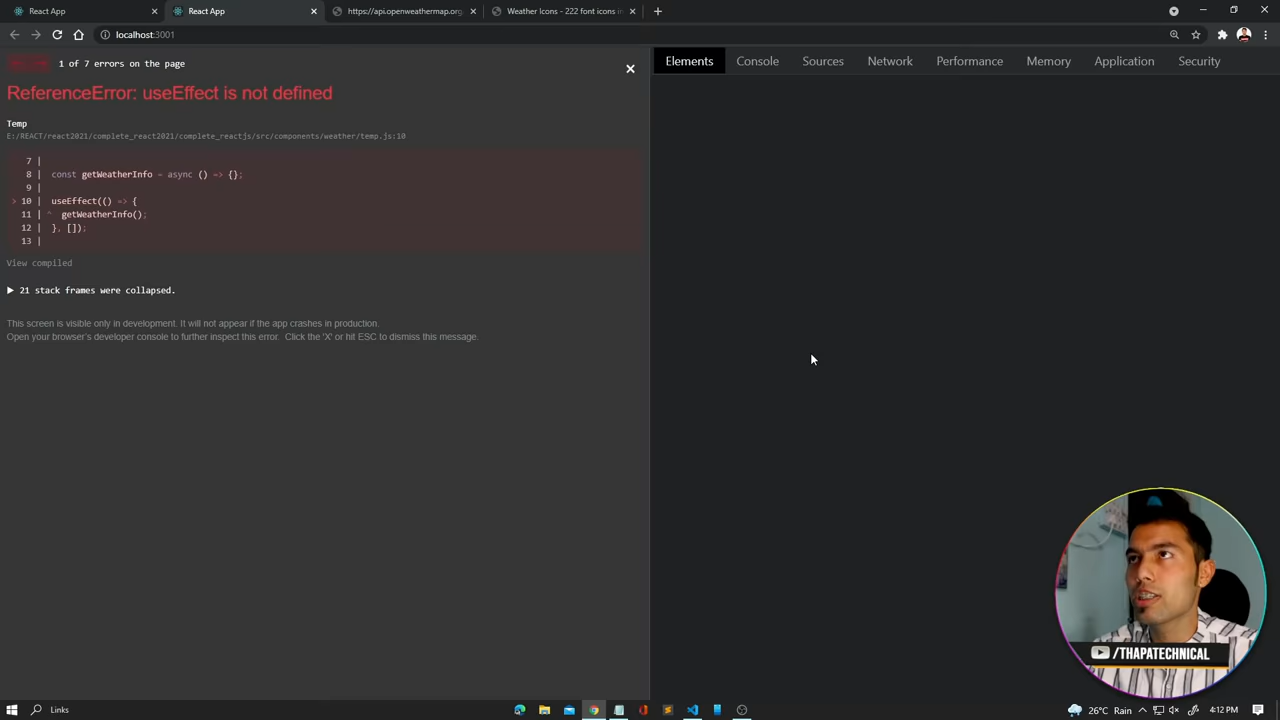 React App
React App
https://api.openweathermap.org
Weather Icons - 222 font icons in
localhost:3001
1 of 7 errors on the page
ReferenceError: useEffect is not defined
Temp
E:/REACT/react2021/complete_react2021/complete_reactjs/src/components/weather/temp.js:10
7 |
8 | const getWeatherInfo = async () => {};
9 |
> 10 | useEffect(() => {
11 | ^ getWeatherInfo();
12 | }, []);
13 |
View compiled
▶ 21 stack frames were collapsed.
This screen is visible only in development. It will not appear if the app crashes in production.
Open your browser's developer console to further inspect this error. Click the 'X' or hit ESC to dismiss this message.
Elements
Console
Sources
Network
Performance
Memory
Application
Security
/THAPATECHNICAL
Links
26°C Rain
4:12 PM